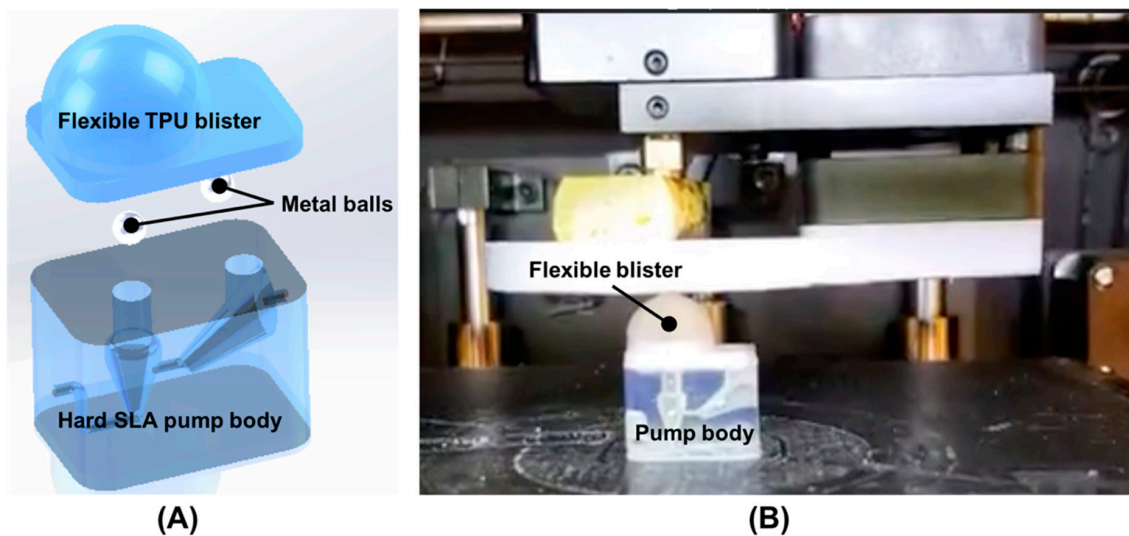 Flexible TPU blister
Metal balls
Hard SLA pump body
Flexible blister
Pump body
(A)
(B)